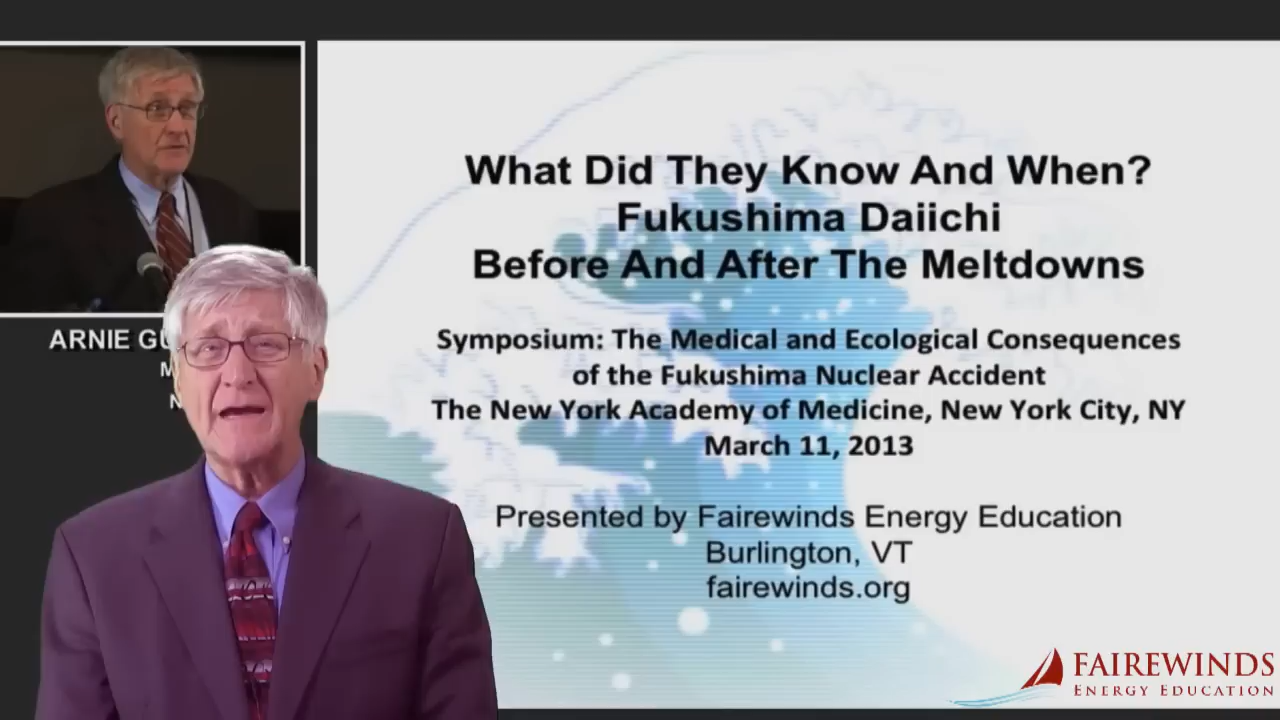 What Did They Know And When?
Fukushima Daiichi
Before And After The Meltdowns
Symposium: The Medical and Ecological Consequences
of the Fukushima Nuclear Accident
The New York Academy of Medicine, New York City, NY
March 11, 2013
Presented by Fairewinds Energy Education
Burlington, VT
fairewinds.org
ARNIE
FAIREWINDS
ENERGY EDUCATION